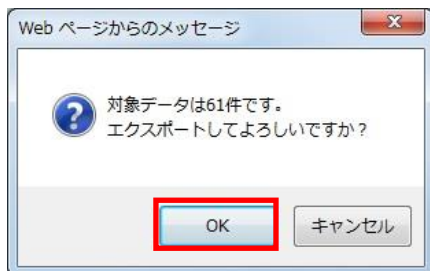 Web ページからのメッセージ
対象データは61件です。
エクスポートしてよろしいですか？
OK
キャンセル